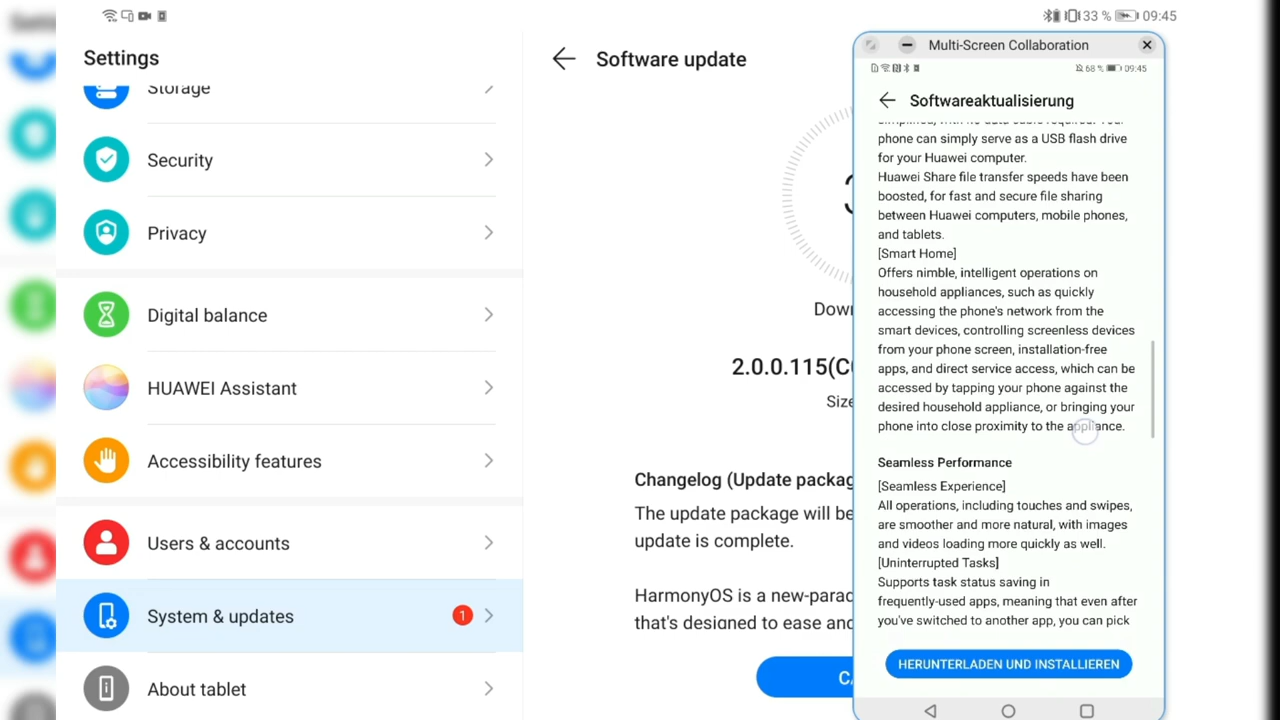 33 %
09:45
Settings
Storage
Security
Privacy
Digital balance
HUAWEI Assistant
Accessibility features
Users & accounts
System & updates
1
About tablet
Software update
2.0.0.115(C
Size
Changelog (Update packag
The update package will be
update is complete.
HarmonyOS is a new-parad
that's designed to ease and
Multi-Screen Collaboration
68 %
09:45
Softwareaktualisierung
simplified, with no data cable required. Your
phone can simply serve as a USB flash drive
for your Huawei computer.
Huawei Share file transfer speeds have been
boosted, for fast and secure file sharing
between Huawei computers, mobile phones,
and tablets.
[Smart Home]
Offers nimble, intelligent operations on
household appliances, such as quickly
accessing the phone's network from the
smart devices, controlling screenless devices
from your phone screen, installation-free
apps, and direct service access, which can be
accessed by tapping your phone against the
desired household appliance, or bringing your
phone into close proximity to the appliance.
Seamless Performance
[Seamless Experience]
All operations, including touches and swipes,
are smoother and more natural, with images
and videos loading more quickly as well.
[Uninterrupted Tasks]
Supports task status saving in
frequently-used apps, meaning that even after
you've switched to another app, you can pick
HERUNTERLADEN UND INSTALLIEREN